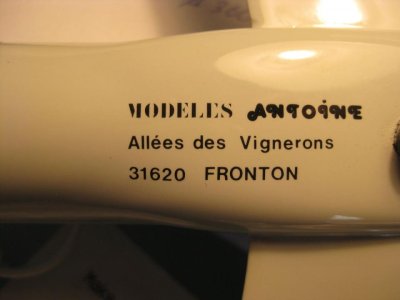 MODELES ANTOINE
Allées des Vignerons
31620 FRONTON